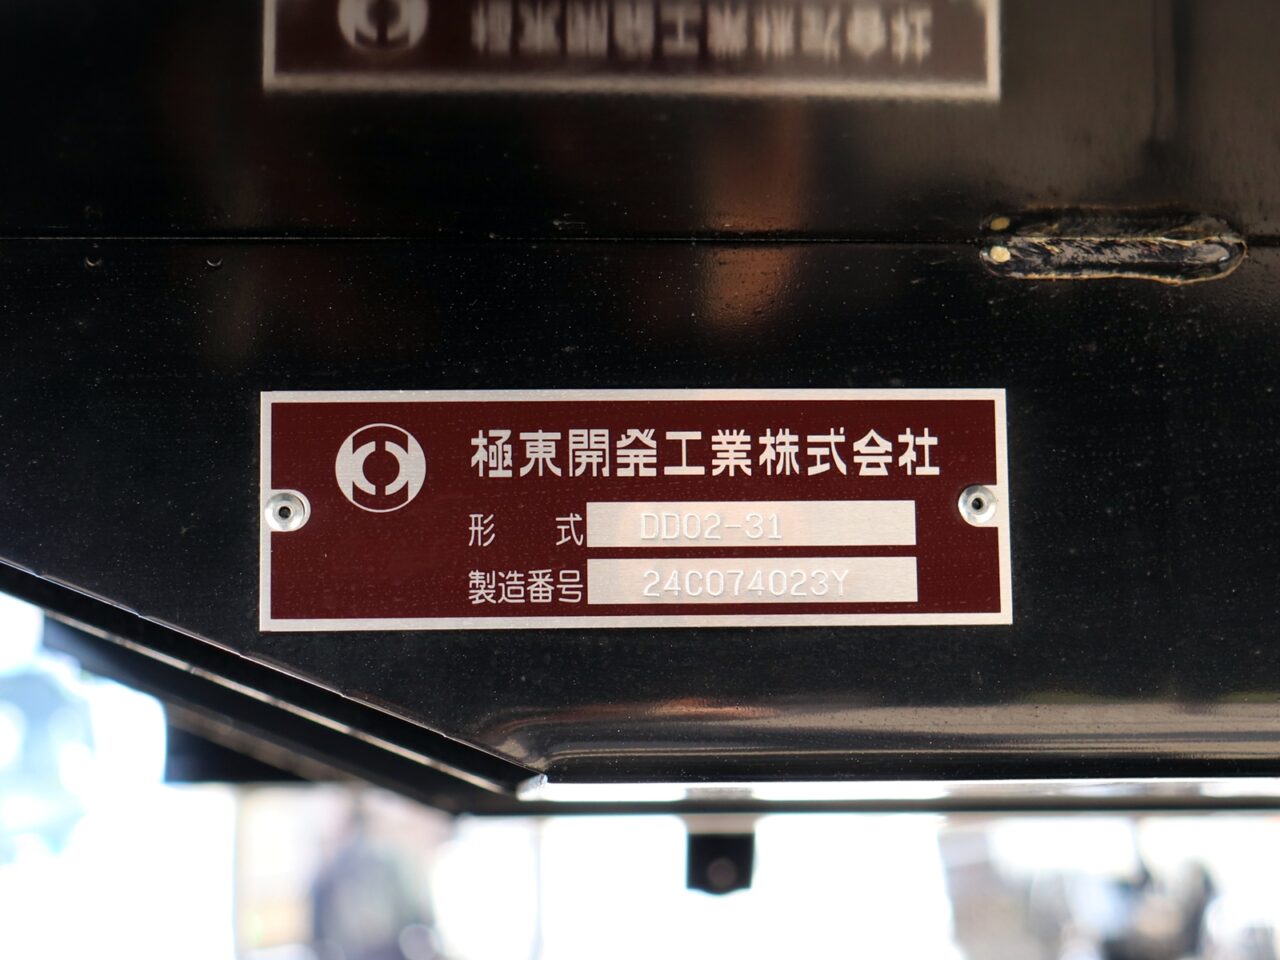 極東開発工業株式会社
形式 DD02-31
製造番号 24C074023Y